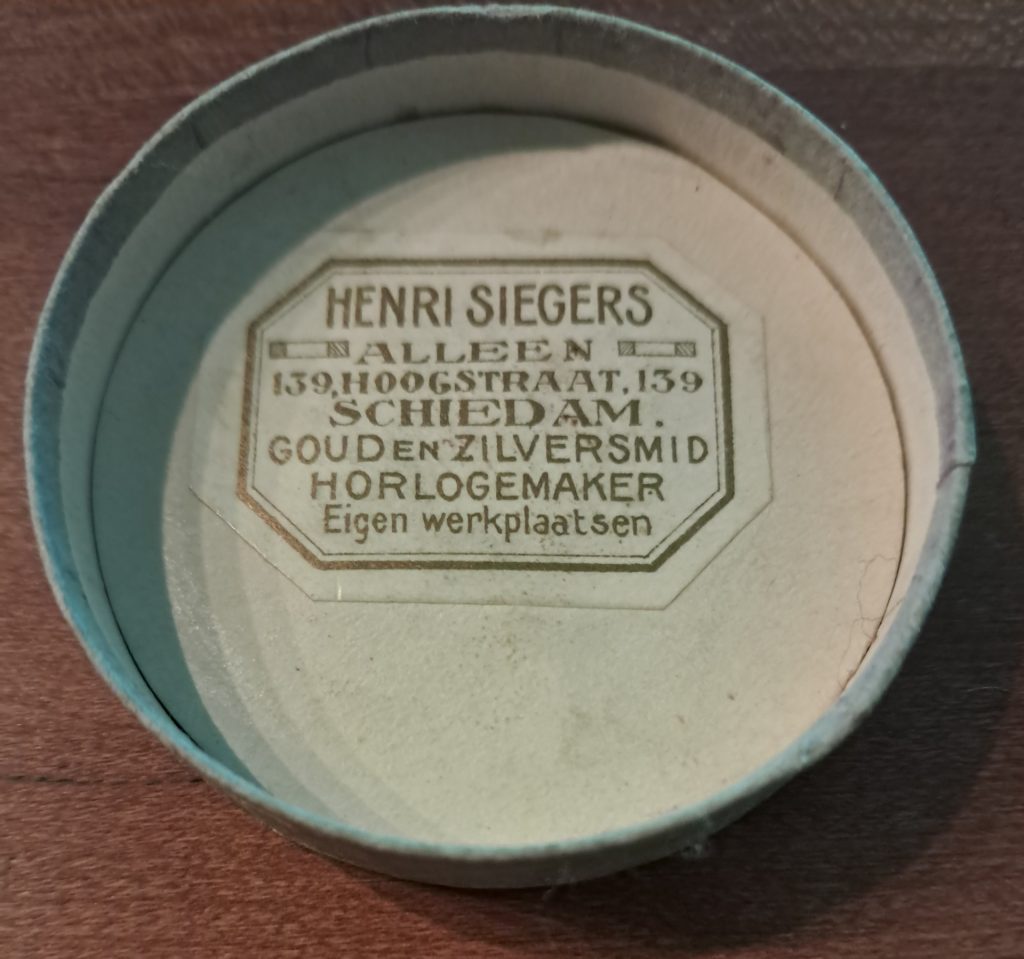 HENRI SIEGERS
ALLEEN
139, HOOGSTRAAT, 139
SCHIEDAM.
GOUD EN ZILVERSMID
HORLOGEMAKER
Eigen werkplaatsen